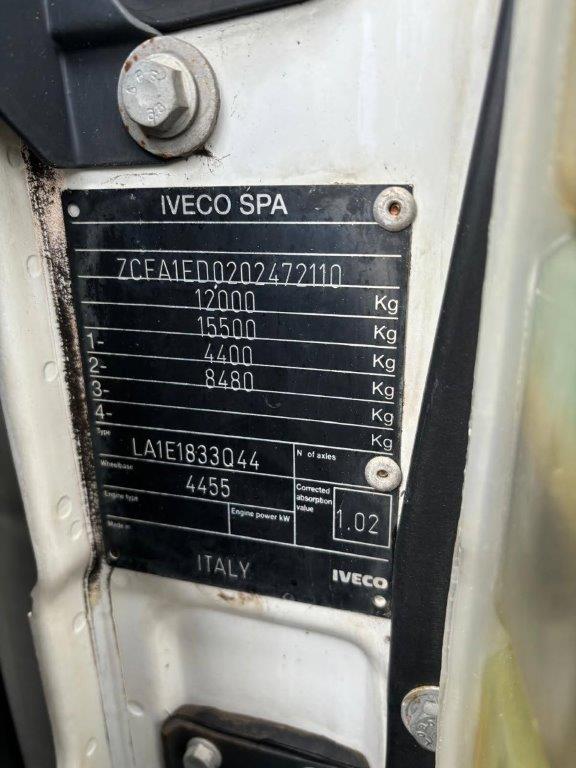 IVECO SPA
ZCFA1ED0202472110
12000 Kg
15500 Kg
1- 4400 Kg
2- 8480 Kg
3- Kg
4- Kg
Type LA1E1833Q44 N of axles
Wheelbase 4455 Corrected absorption value 1.02
Engine type Engine power kW
Made in ITALY IVECO